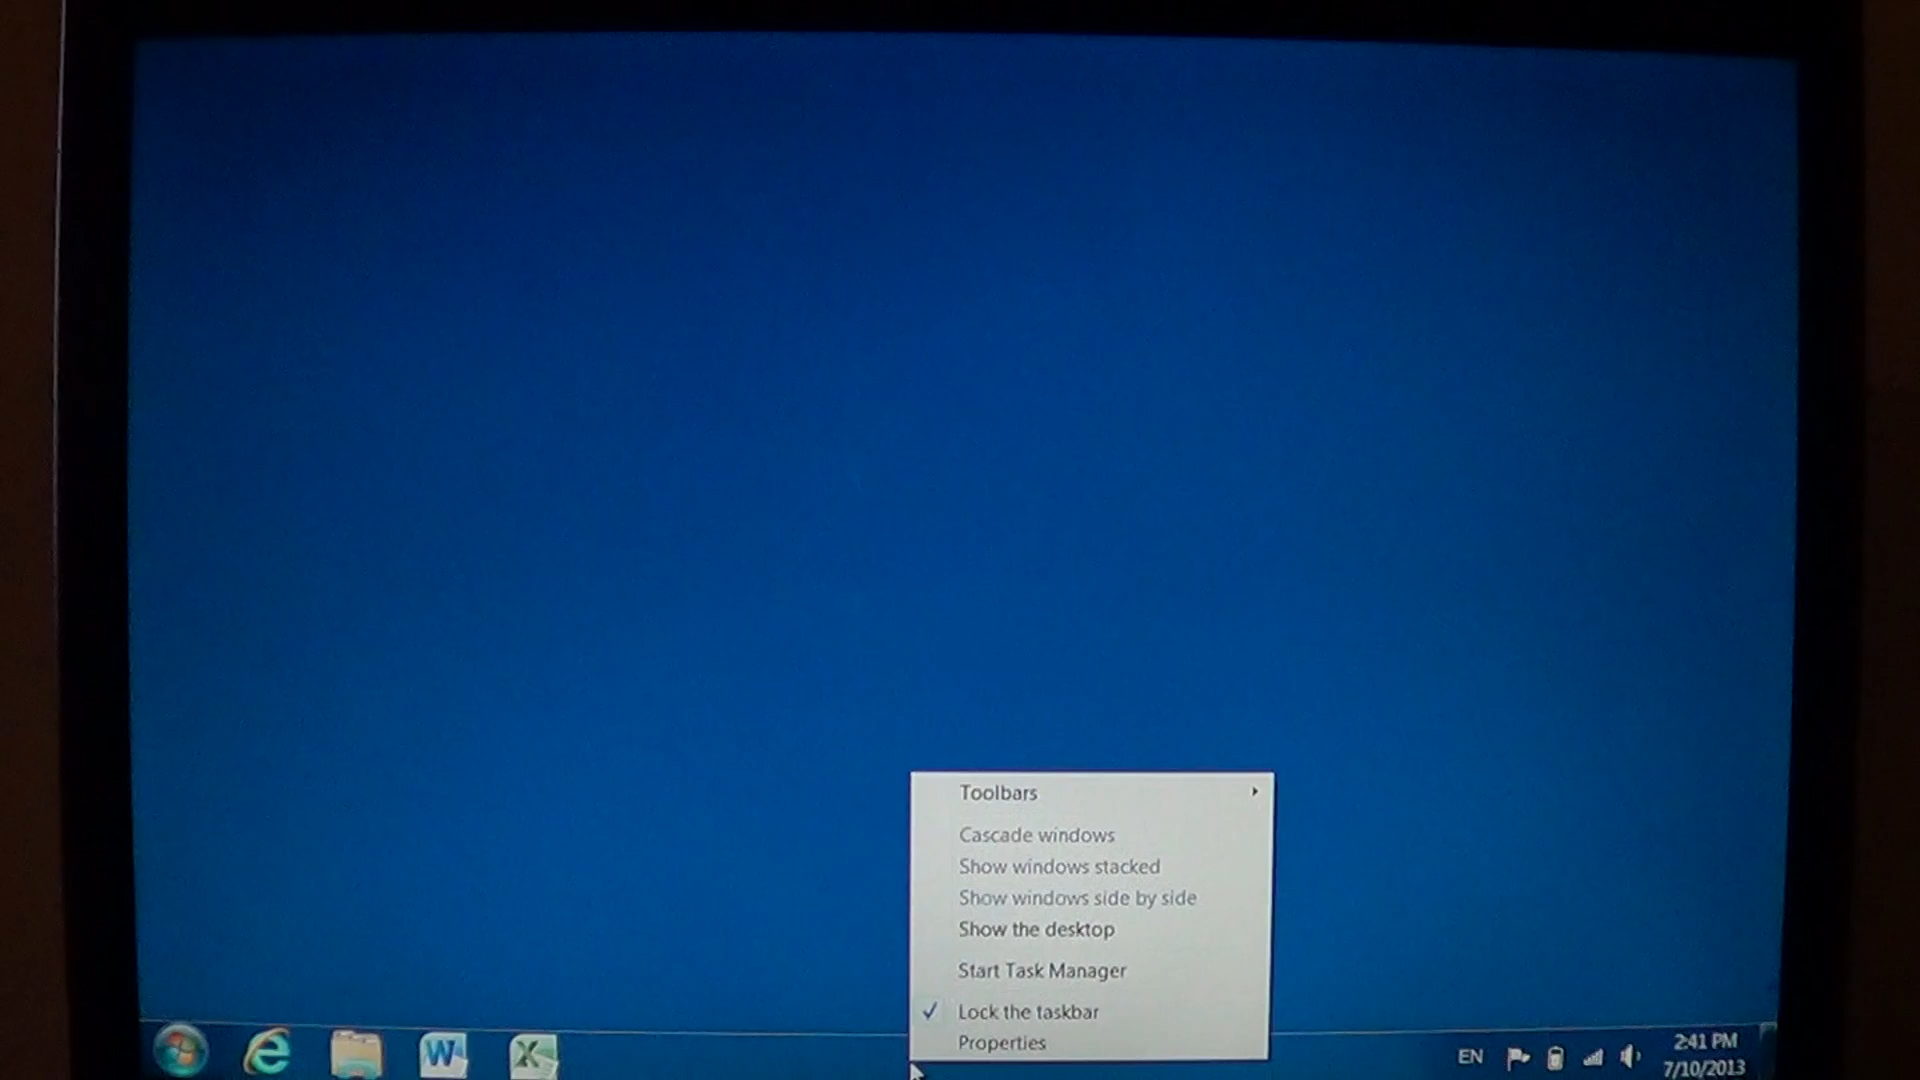 Toolbars
Cascade windows
Show windows stacked
Show windows side by side
Show the desktop
Start Task Manager
Lock the taskbar
Properties
W
X
EN
2:41 PM
7/10/2013